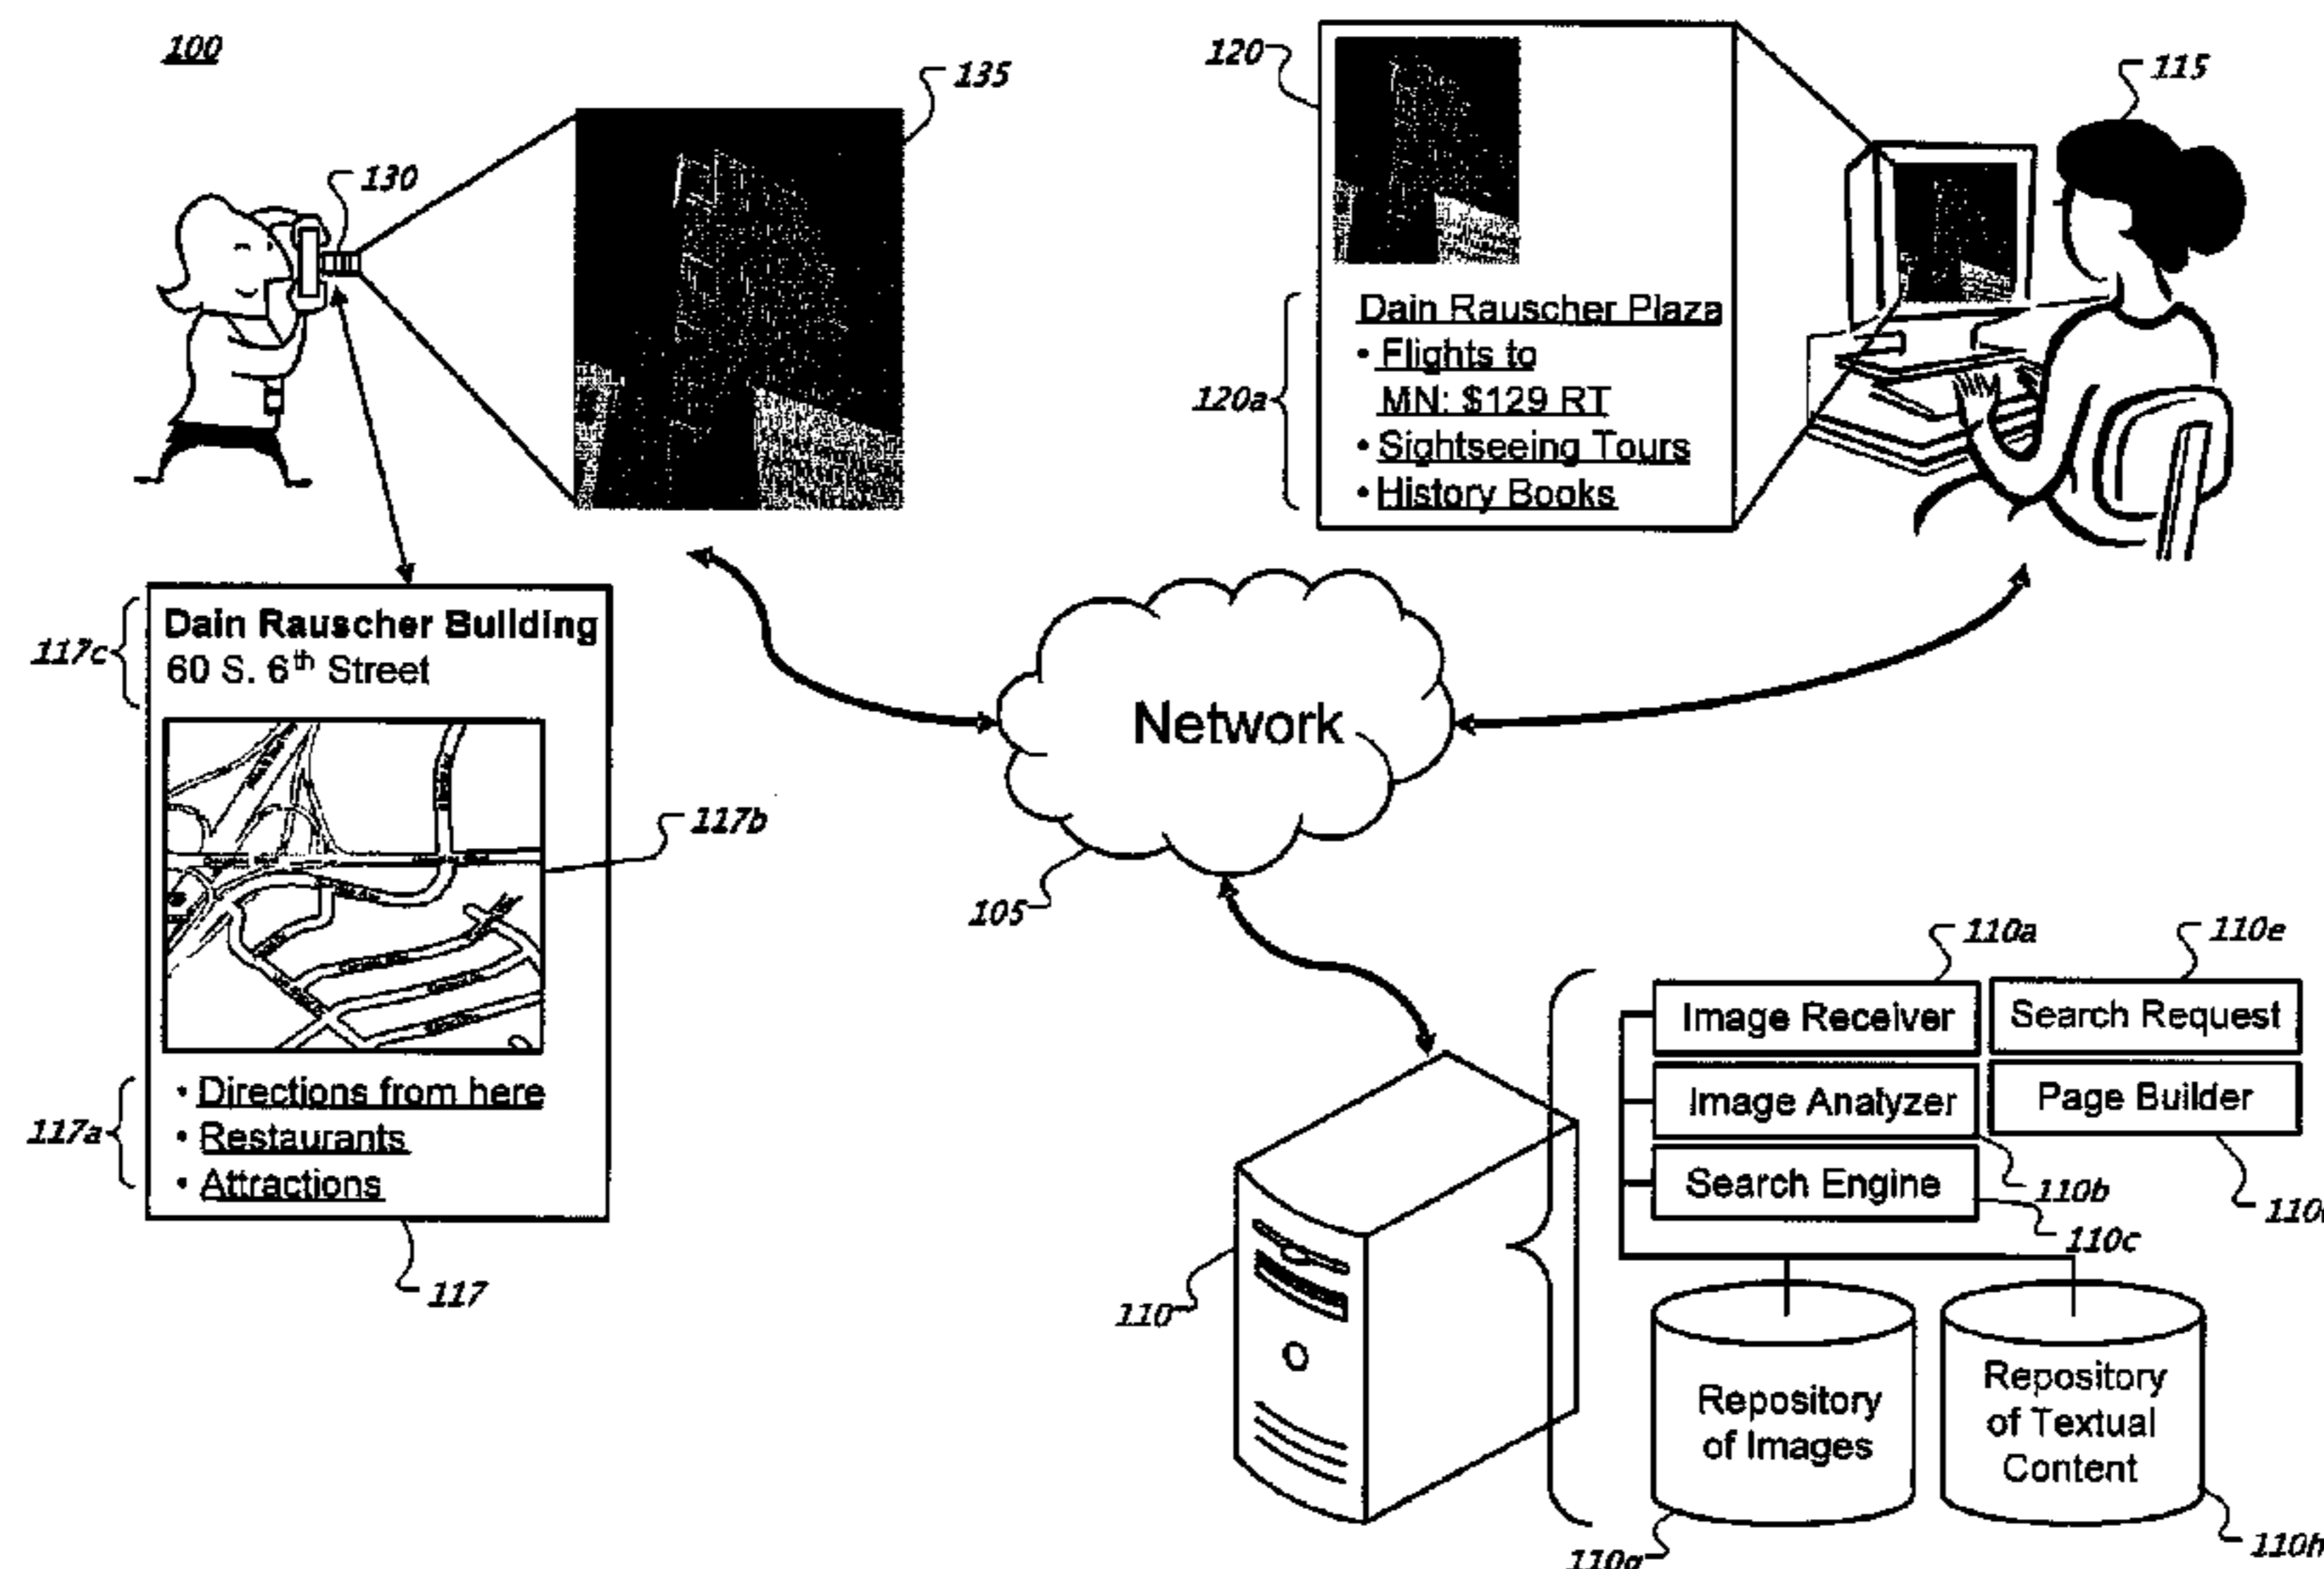 100
135
130
120
115
Dain Rauscher Plaza
• Flights to
MN: $129 RT
• Sightseeing Tours
• History Books
120a
Dain Rauscher Building
60 S. 6th Street
117c
117b
• Directions from here
• Restaurants
• Attractions
117a
117
Network
105
110
110a
110e
Image Receiver
Search Request
Image Analyzer
Page Builder
Search Engine
110b
110c
Repository
of Images
Repository
of Textual
Content
110g
110h